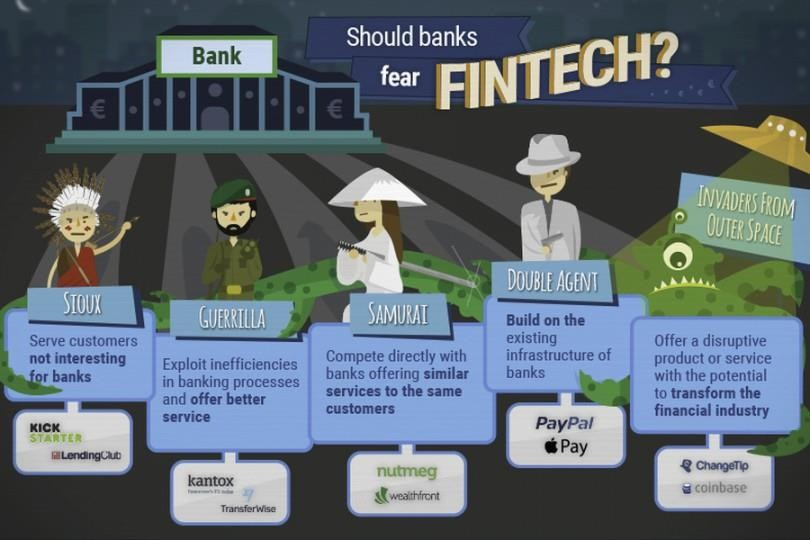 Bank
Should banks
fear FINTECH?
€
€
INVADERS FROM
OUTER SPACE
SIOUX
Serve customers
not interesting
for banks
KICK
STARTER
LendingClub
GUERRILLA
Exploit inefficiencies
in banking processes
and offer better
service
kantox
tomorrow's FX today
TransferWise
SAMURAI
Compete directly with
banks offering similar
services to the same
customers
nutmeg
wealthfront
DOUBLE AGENT
Build on the
existing
infrastructure of
banks
PayPal
Pay
Offer a disruptive
product or service
with the potential
to transform the
financial industry
ChangeTip
coinbase